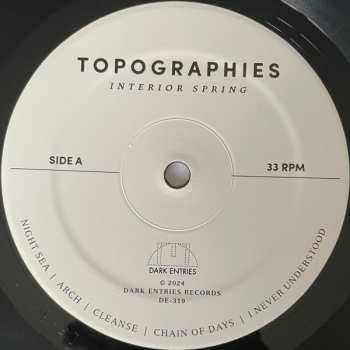 TOPOGRAPHIES
INTERIOR SPRING
SIDE A
33 RPM
DARK ENTRIES
© 2024
DARK ENTRIES RECORDS
DE-319
NIGHT SEA | ARCH | CLEANSE | CHAIN OF DAYS | I NEVER UNDERSTOOD